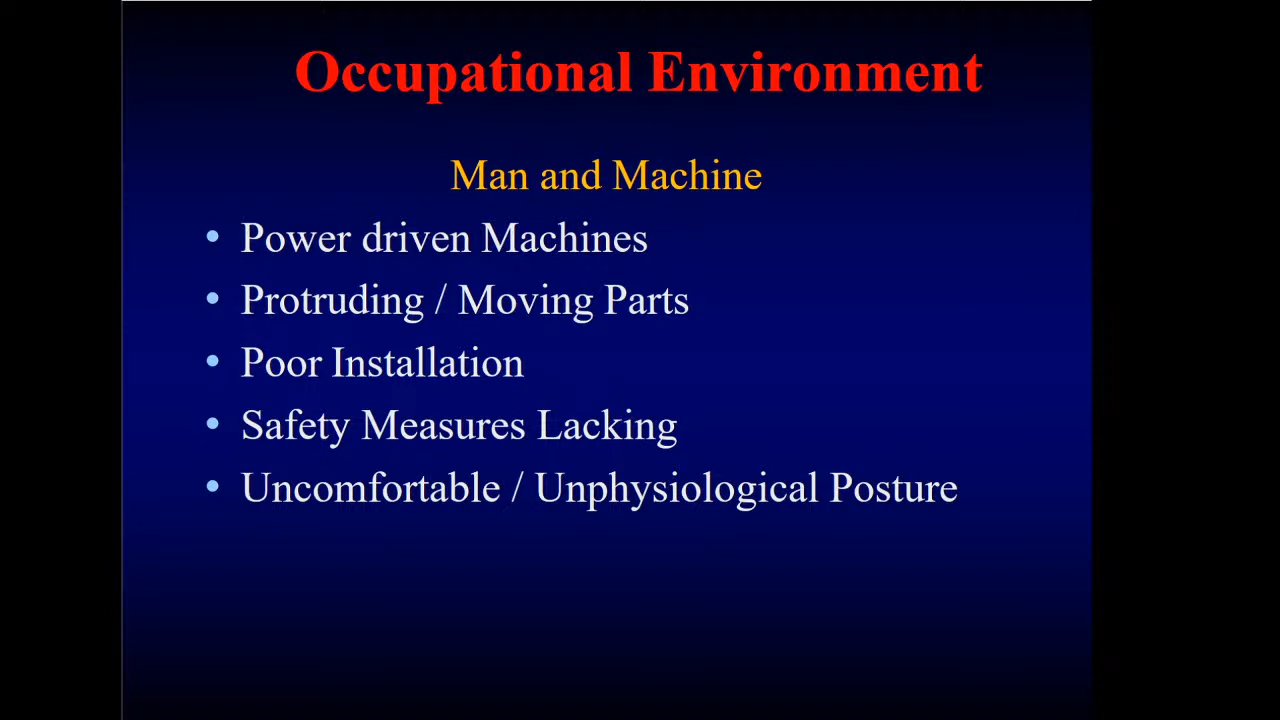 Occupational Environment
Man and Machine
• Power driven Machines
• Protruding / Moving Parts
• Poor Installation
• Safety Measures Lacking
• Uncomfortable / Unphysiological Posture